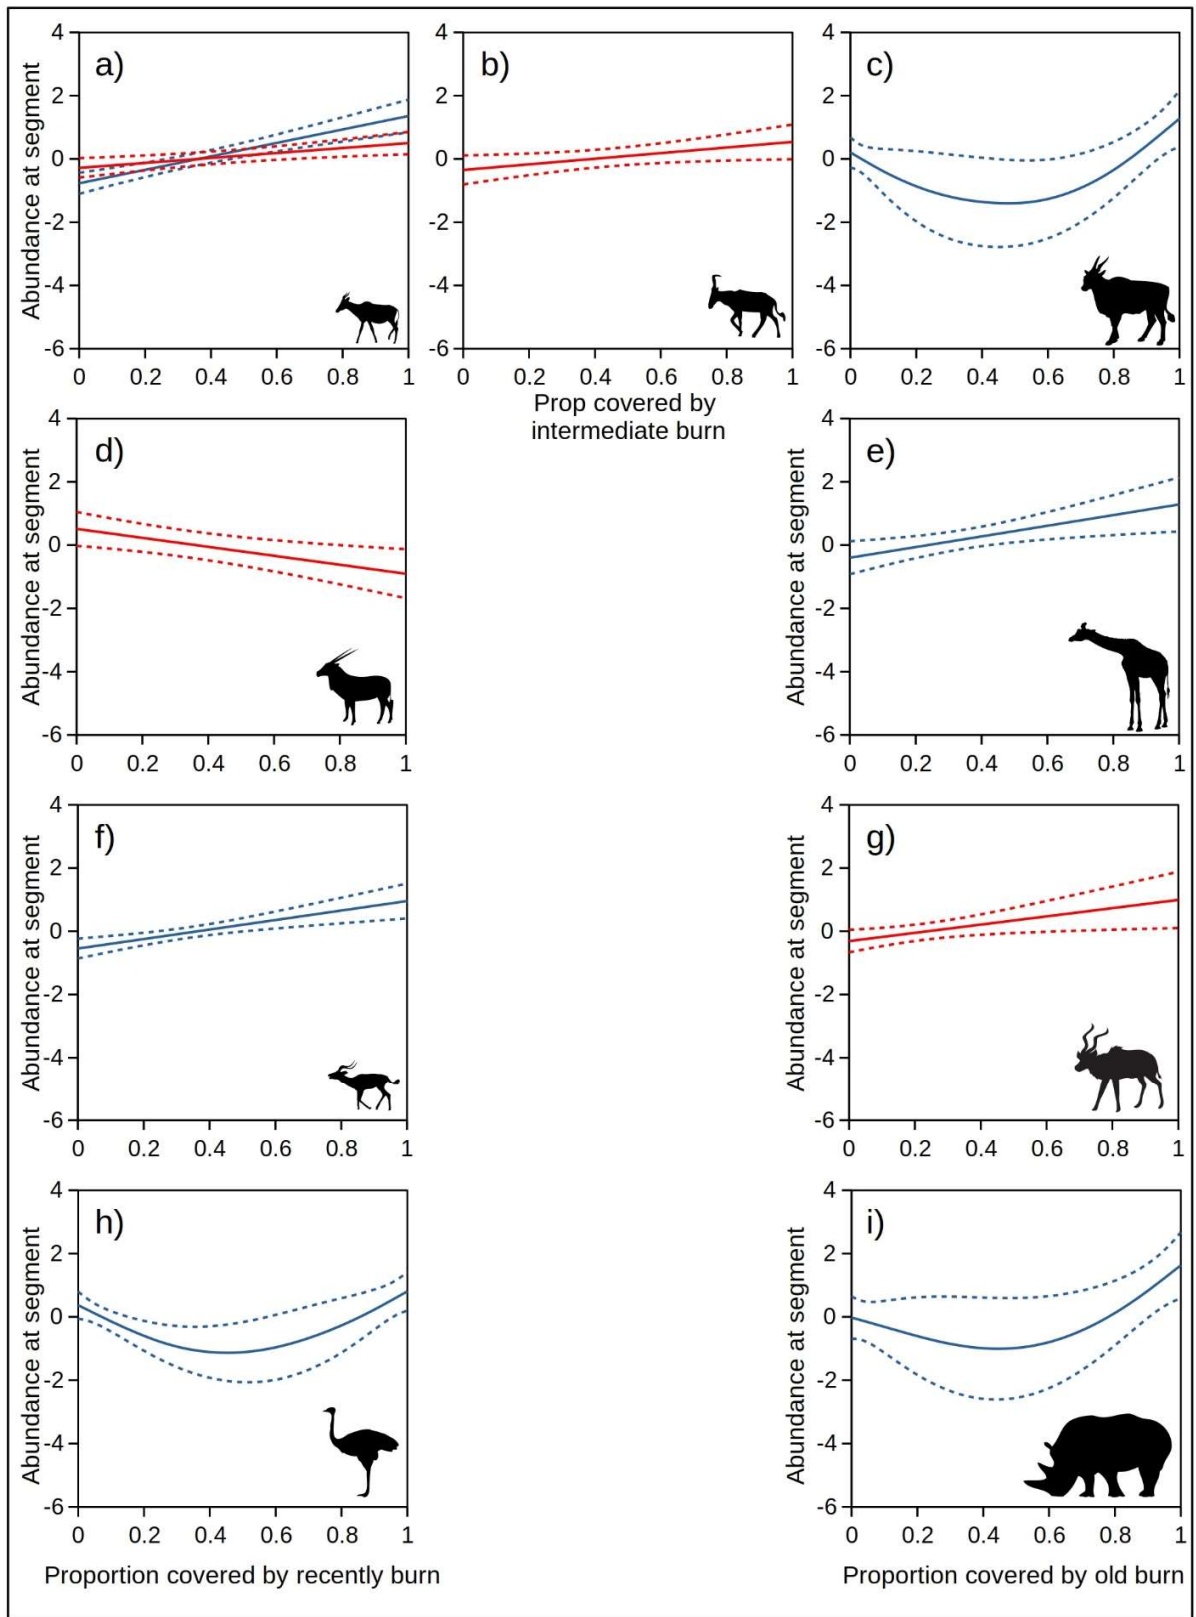 a)
Abundance at segment
4
2
0
-2
-4
-6
0 0.2 0.4 0.6 0.8 1
b)
4
2
0
-2
-4
-6
0 0.2 0.4 0.6 0.8 1
Prop covered by
intermediate burn
c)
4
2
0
-2
-4
-6
0 0.2 0.4 0.6 0.8 1
d)
Abundance at segment
4
2
0
-2
-4
-6
0 0.2 0.4 0.6 0.8 1
e)
Abundance at segment
4
2
0
-2
-4
-6
0 0.2 0.4 0.6 0.8 1
f)
Abundance at segment
4
2
0
-2
-4
-6
0 0.2 0.4 0.6 0.8 1
g)
Abundance at segment
4
2
0
-2
-4
-6
0 0.2 0.4 0.6 0.8 1
h)
Abundance at segment
4
2
0
-2
-4
-6
0 0.2 0.4 0.6 0.8 1
Proportion covered by recently burn
i)
Abundance at segment
4
2
0
-2
-4
-6
0 0.2 0.4 0.6 0.8 1
Proportion covered by old burn